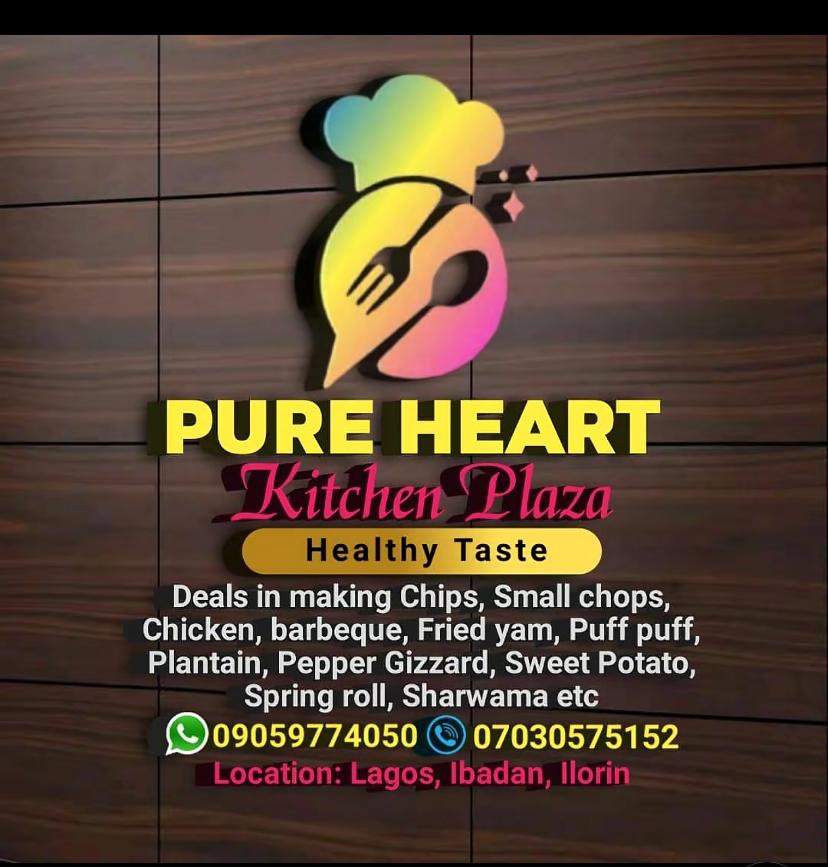 PURE HEART
Kitchen Plaza
Healthy Taste
Deals in making Chips, Small chops,
Chicken, barbeque, Fried yam, Puff puff,
Plantain, Pepper Gizzard, Sweet Potato,
Spring roll, Sharwama etc
09059774050 07030575152
Location: Lagos, Ibadan, Ilorin